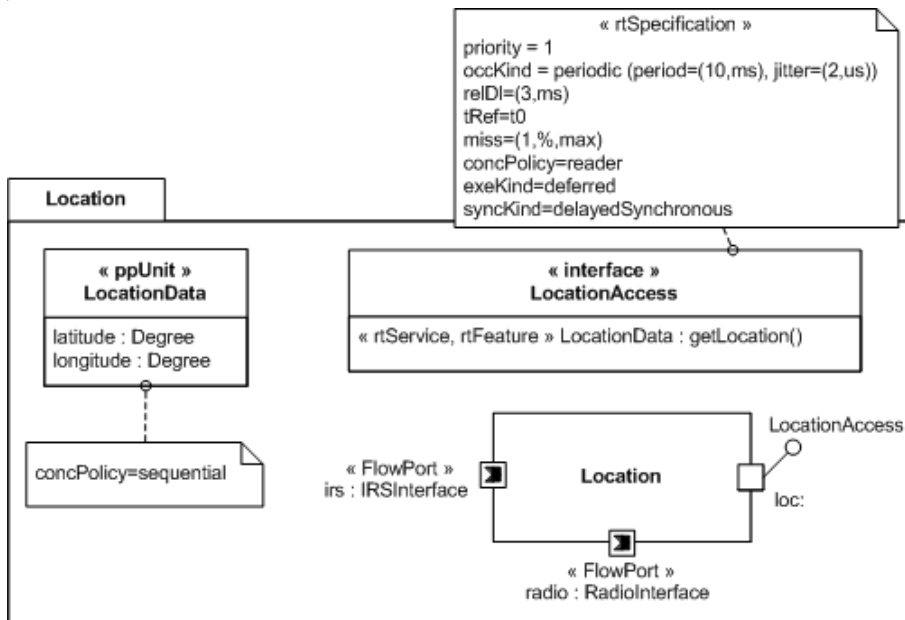 « rtSpecification »
priority = 1
occKind = periodic (period=(10,ms), jitter=(2,us))
relDl=(3,ms)
tRef=t0
miss=(1,%,max)
concPolicy=reader
exeKind=deferred
syncKind=delayedSynchronous
Location
« ppUnit »
LocationData
latitude : Degree
longitude : Degree
concPolicy=sequential
« interface »
LocationAccess
« rtService, rtFeature » LocationData : getLocation()
LocationAccess
« FlowPort »
irs : IRSInterface
Location
loc:
« FlowPort »
radio : RadioInterface